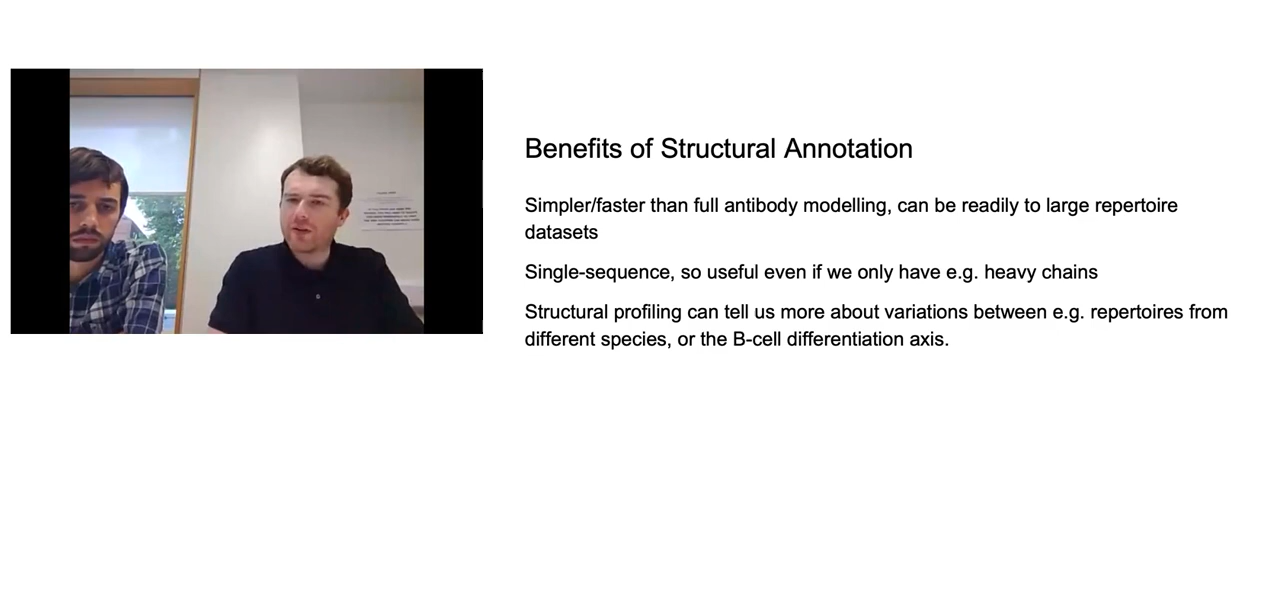 Benefits of Structural Annotation
Simpler/faster than full antibody modelling, can be readily to large repertoire
datasets
Single-sequence, so useful even if we only have e.g. heavy chains
Structural profiling can tell us more about variations between e.g. repertoires from
different species, or the B-cell differentiation axis.